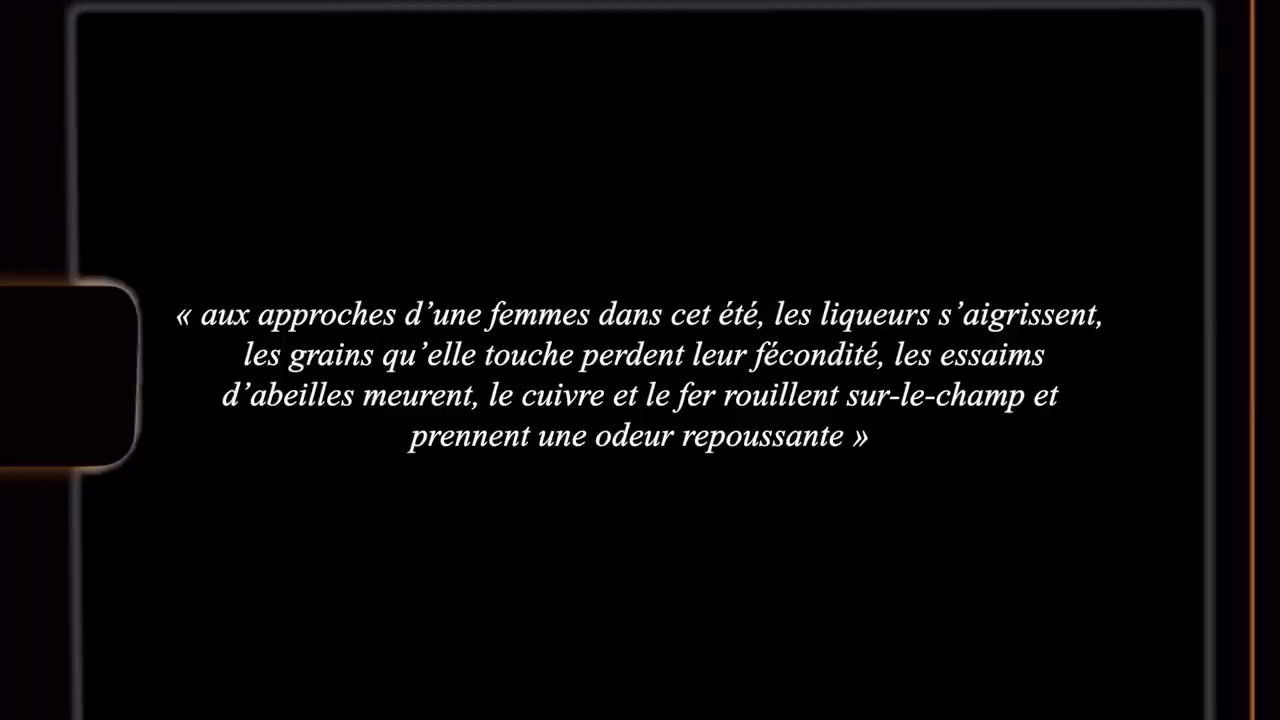 « aux approches d’une femmes dans cet été, les liqueurs s’aigrissent,
les grains qu’elle touche perdent leur fécondité, les essaims
d’abeilles meurent, le cuivre et le fer rouillent sur-le-champ et
prennent une odeur repoussante »